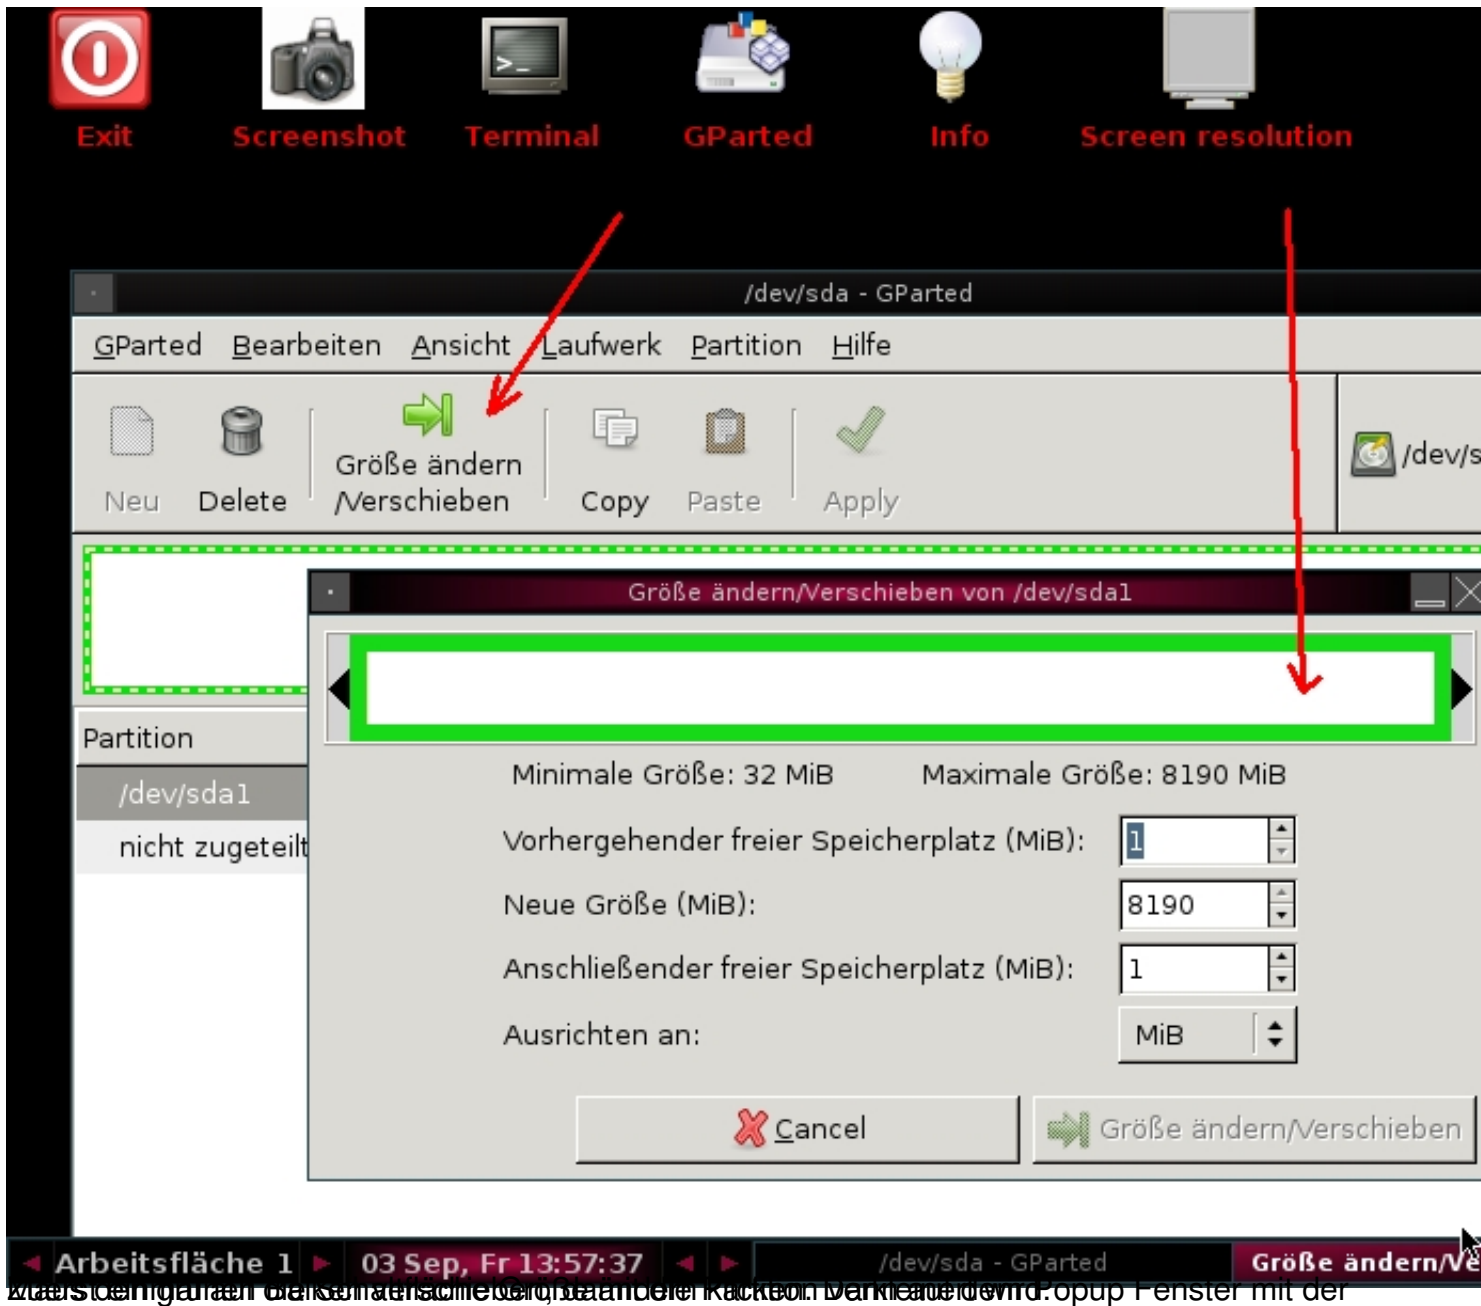 Exit Screenshot Terminal GParted Info Screen resolution
/dev/sda - GParted
GParted Bearbeiten Ansicht Laufwerk Partition Hilfe
Neu Delete Größe ändern /Verschieben Copy Paste Apply /dev/s
Größe ändern/Verschieben von /dev/sda1
Partition
/dev/sda1
nicht zugeteilt
Minimale Größe: 32 MiB Maximale Größe: 8190 MiB
Vorhergehender freier Speicherplatz (MiB): 1
Neue Größe (MiB): 8190
Anschließender freier Speicherplatz (MiB): 1
Ausrichten an: MiB
Cancel Größe ändern/Verschieben
Arbeitsfläche 1 03 Sep, Fr 13:57:37 /dev/sda - GParted Größe ändern/Ve
Popup Fenster mit der